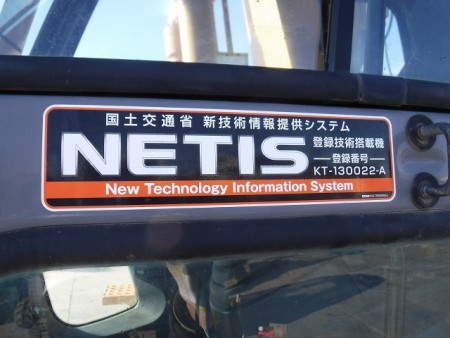 国土交通省 新技術情報提供システム
NETIS
登録技術搭載機
登録番号
KT-130022-A
New Technology Information System